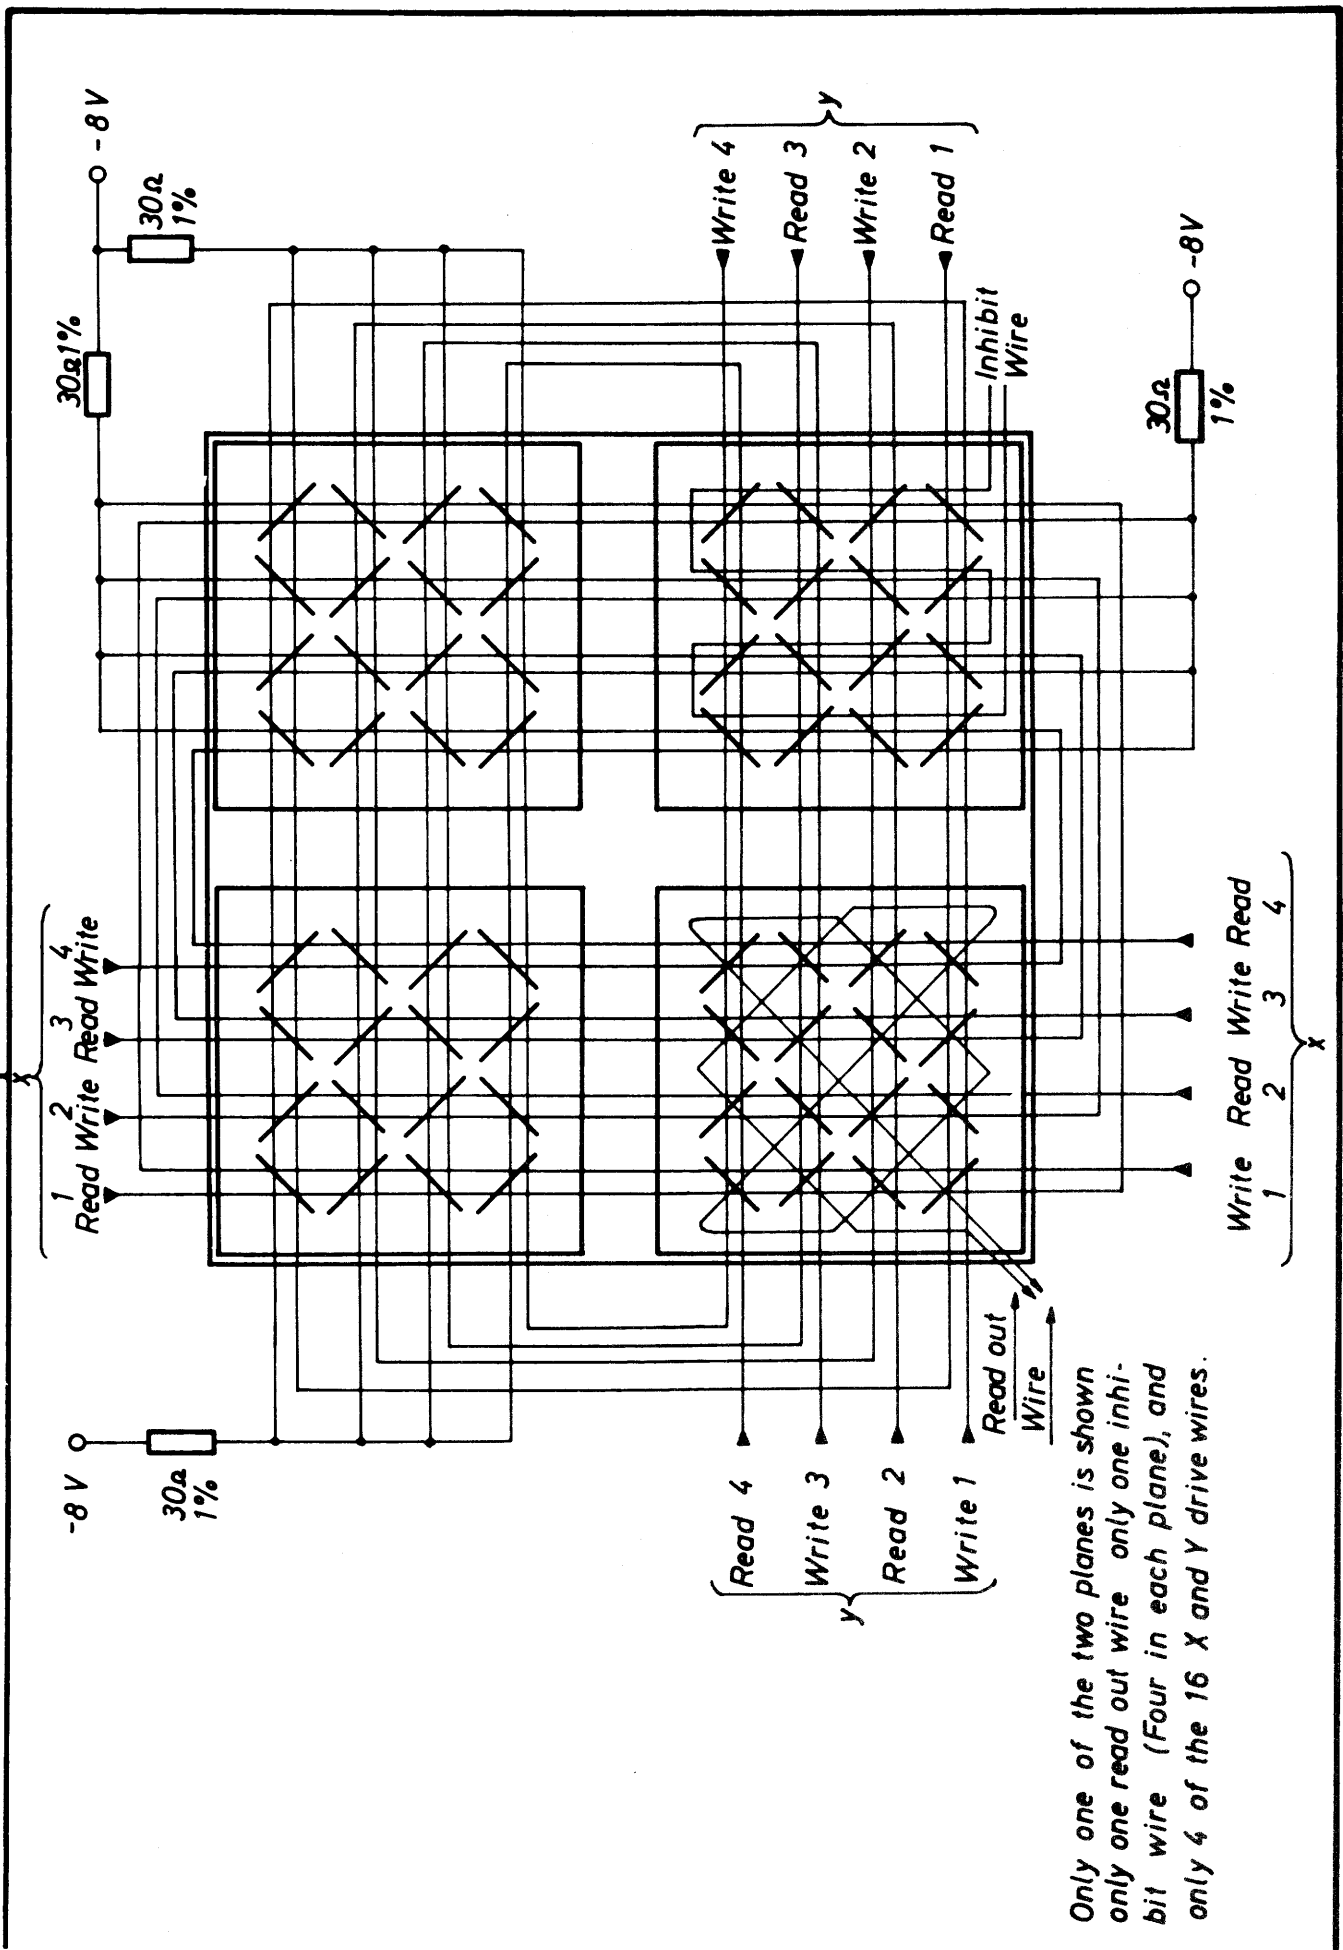 -8V
30Ω
1%
30Ω 1%
y
Write 4
Read 3
Write 2
Read 1
Inhibit
Wire
-8V
30Ω
1%
x
1 2 3 4
Read Write Read Write
Write Read Write Read
1 2 3 4
x
-8 V
30Ω
1%
Read 4
Write 3
Read 2
Write 1
y
Read out
Wire
Only one of the two planes is shown
only one read out wire only one inhi-
bit wire (Four in each plane), and
only 4 of the 16 X and Y drive wires.